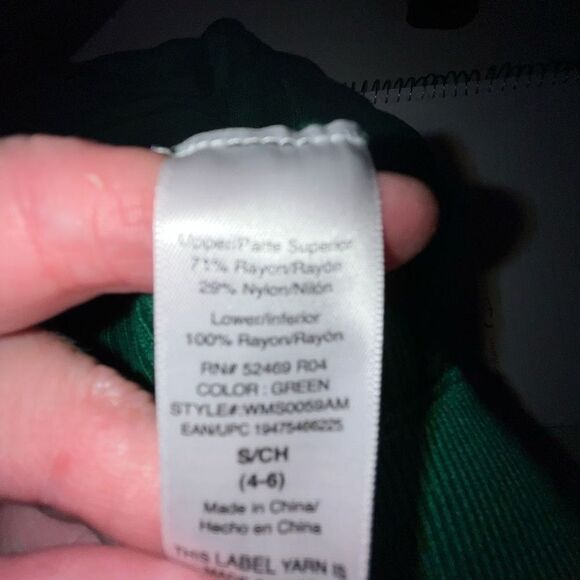 Upper/Parte Superior
71% Rayon/Rayón
29% Nylon/Nilón
Lower/Inferior
100% Rayon/Rayón
RN# 52469 R04
COLOR : GREEN
STYLE#:WMS0059AM
EAN/UPC 19475466225
S/CH
(4-6)
Made in China/
Hecho en China
THIS LABEL YARN IS
MADE